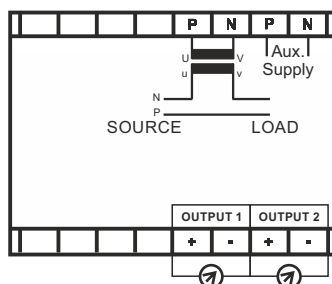 P N P N
U V Aux.
u v Supply
N
P
SOURCE LOAD
OUTPUT 1 OUTPUT 2
+ - + -